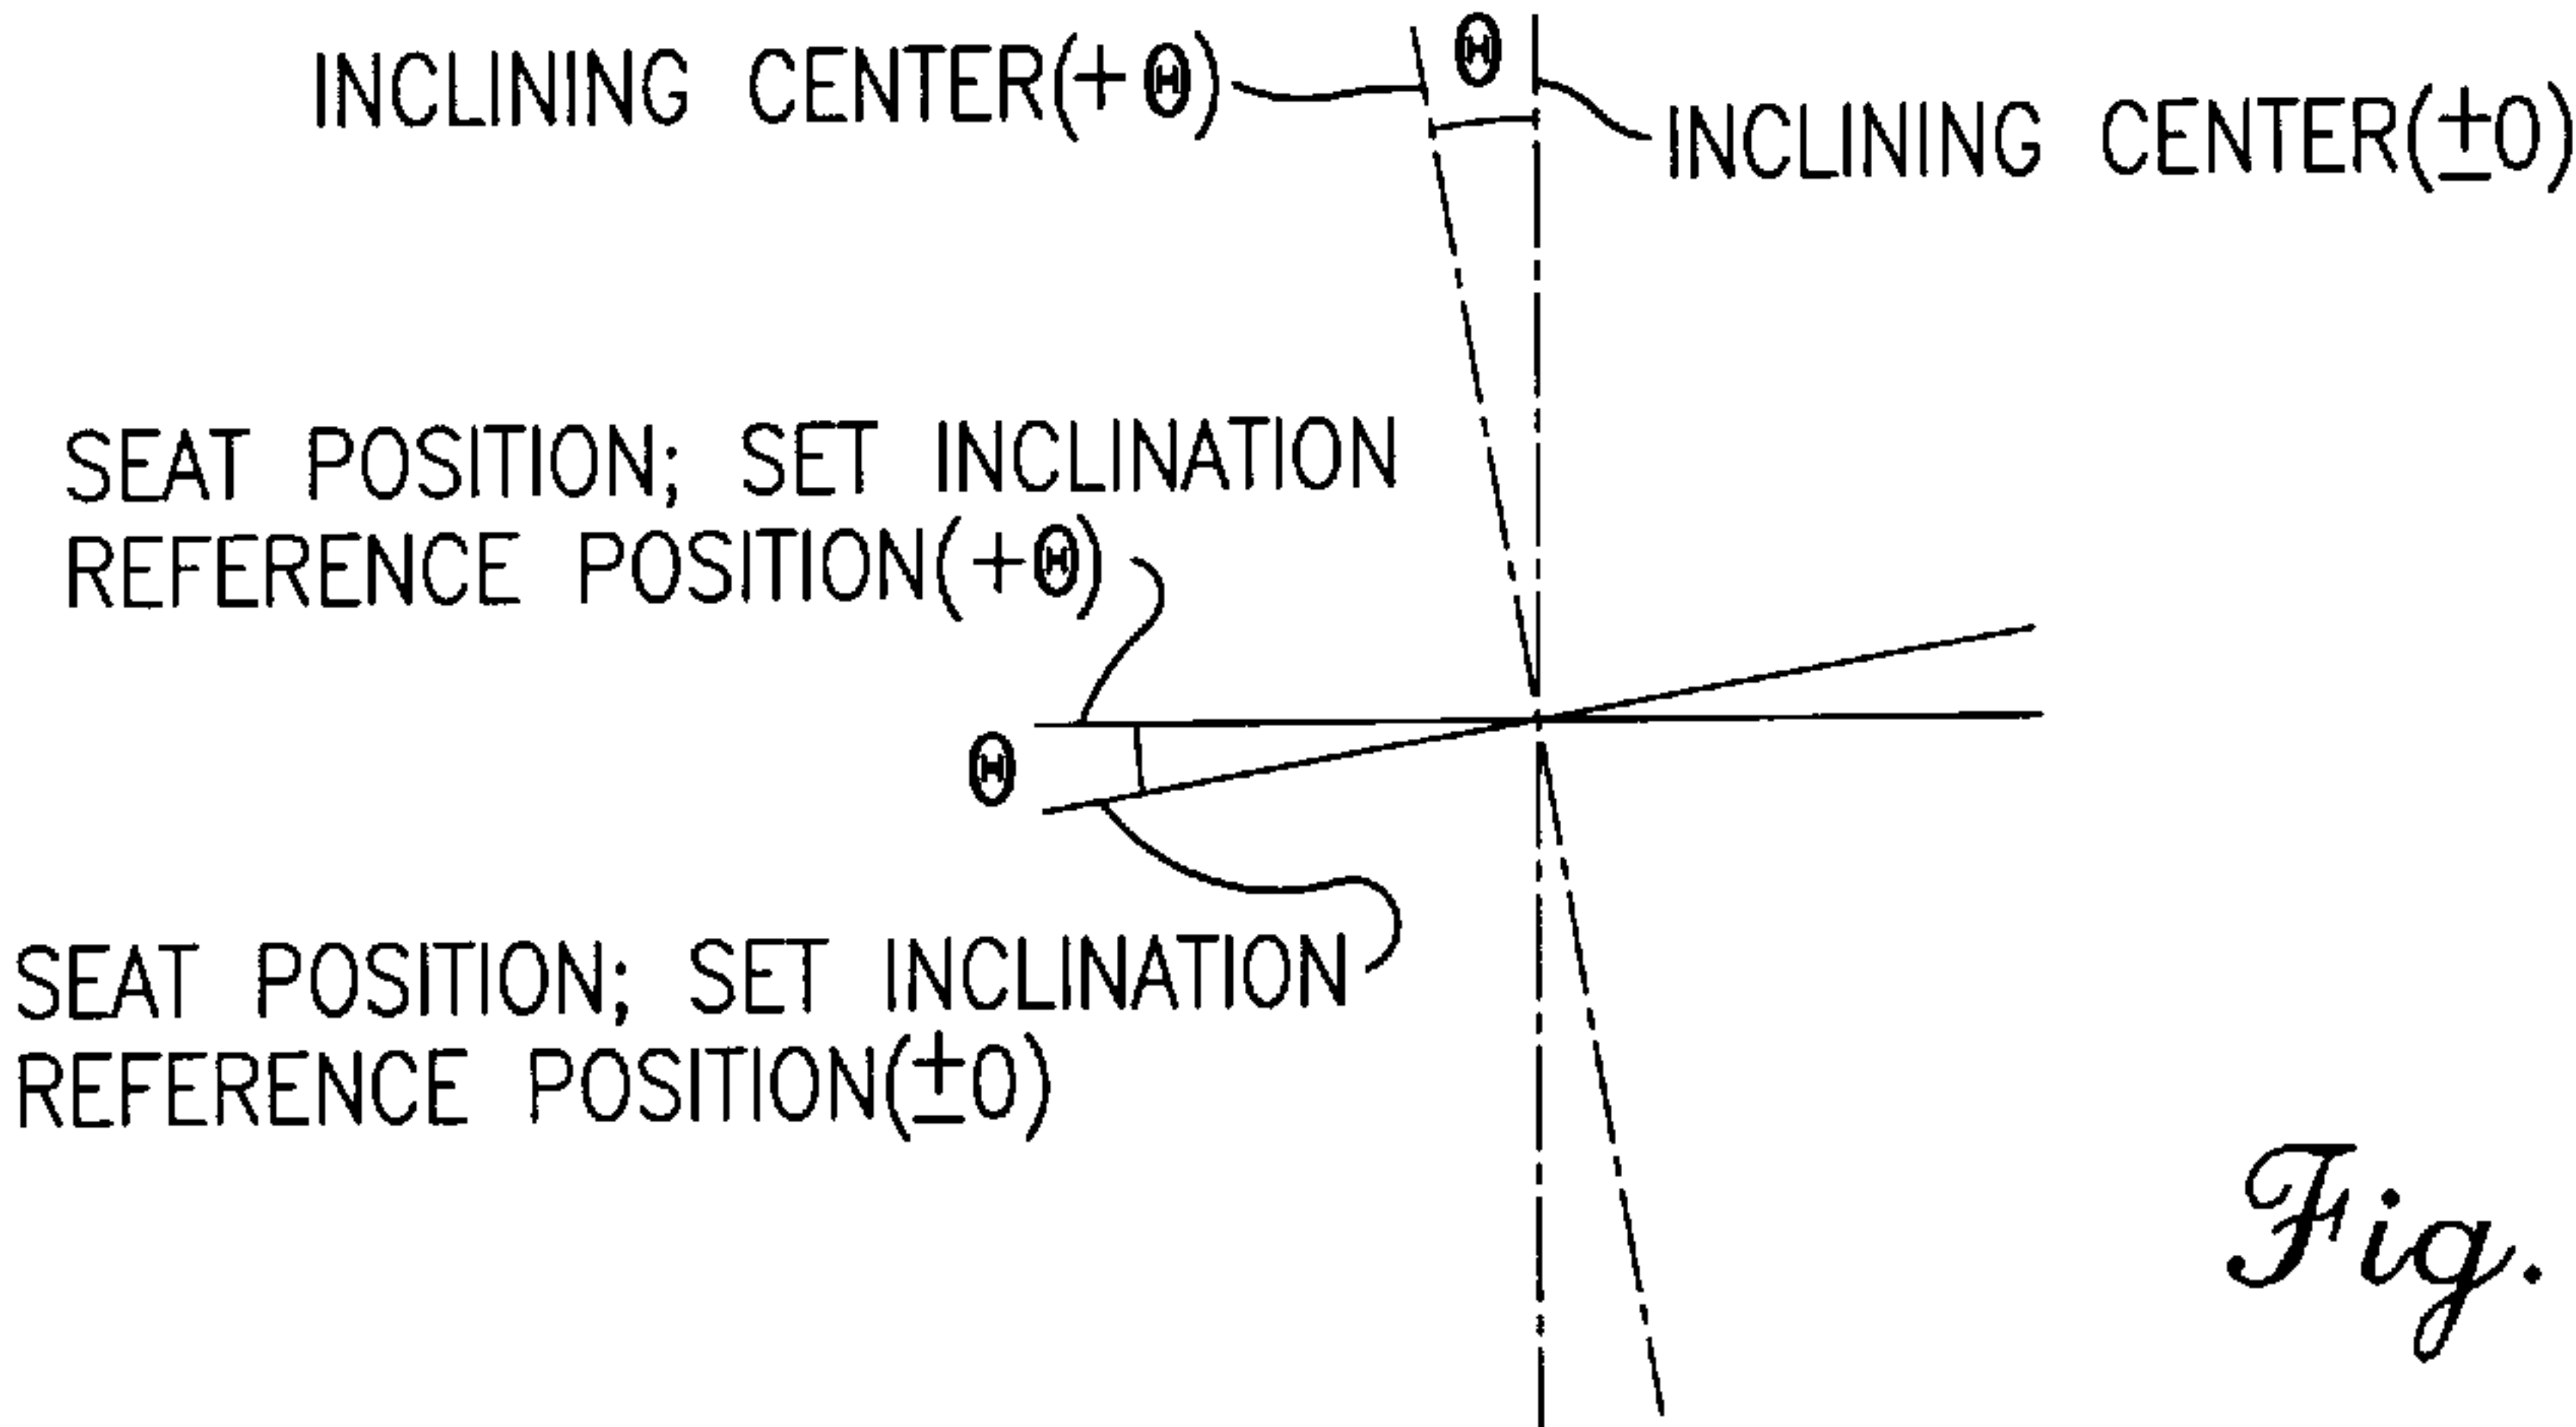 INCLINING CENTER(+Θ)
Θ
INCLINING CENTER(±0)
SEAT POSITION; SET INCLINATION
REFERENCE POSITION(+Θ)
Θ
SEAT POSITION; SET INCLINATION
REFERENCE POSITION(±0)
Fig.